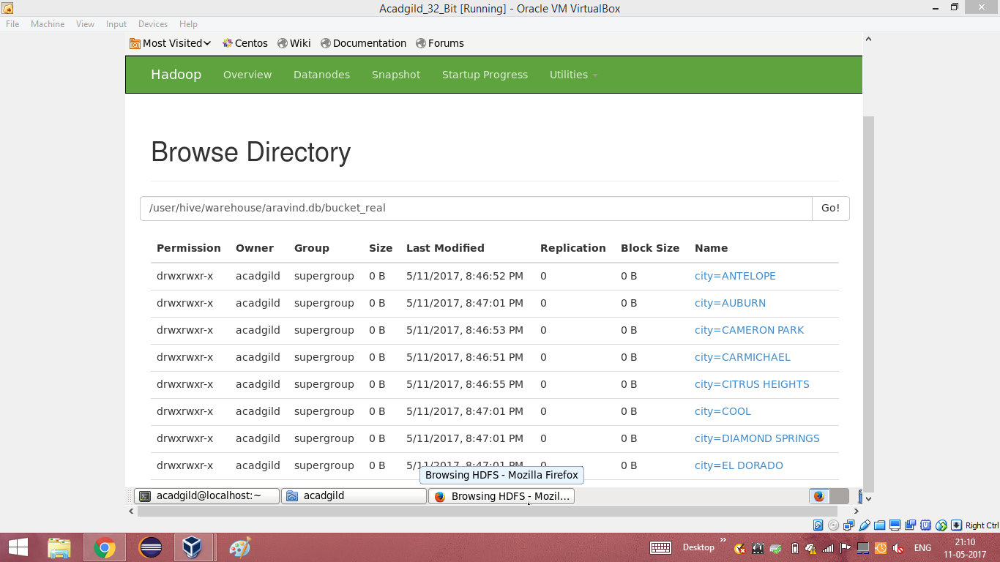 Acadgild_32_Bit [Running] - Oracle VM VirtualBox
File Machine View Input Devices Help
Most Visited Centos Wiki Documentation Forums
Hadoop Overview Datanodes Snapshot Startup Progress Utilities
Browse Directory
/user/hive/warehouse/aravind.db/bucket_real Go!
Permission Owner Group Size Last Modified Replication Block Size Name
drwxrwxr-x acadgild supergroup 0 B 5/11/2017, 8:46:52 PM 0 0 B city=ANTELOPE
drwxrwxr-x acadgild supergroup 0 B 5/11/2017, 8:47:01 PM 0 0 B city=AUBURN
drwxrwxr-x acadgild supergroup 0 B 5/11/2017, 8:46:53 PM 0 0 B city=CAMERON PARK
drwxrwxr-x acadgild supergroup 0 B 5/11/2017, 8:46:51 PM 0 0 B city=CARMICHAEL
drwxrwxr-x acadgild supergroup 0 B 5/11/2017, 8:46:55 PM 0 0 B city=CITRUS HEIGHTS
drwxrwxr-x acadgild supergroup 0 B 5/11/2017, 8:47:01 PM 0 0 B city=COOL
drwxrwxr-x acadgild supergroup 0 B 5/11/2017, 8:47:01 PM 0 0 B city=DIAMOND SPRINGS
drwxrwxr-x acadgild supergroup 0 B 5/11/2017, 8:47:01 PM 0 0 B city=EL DORADO
Browsing HDFS - Mozilla Firefox
acadgild@localhost:~ acadgild Browsing HDFS - Mozil...
Right Ctrl
Desktop ENG 21:10
11-05-2017